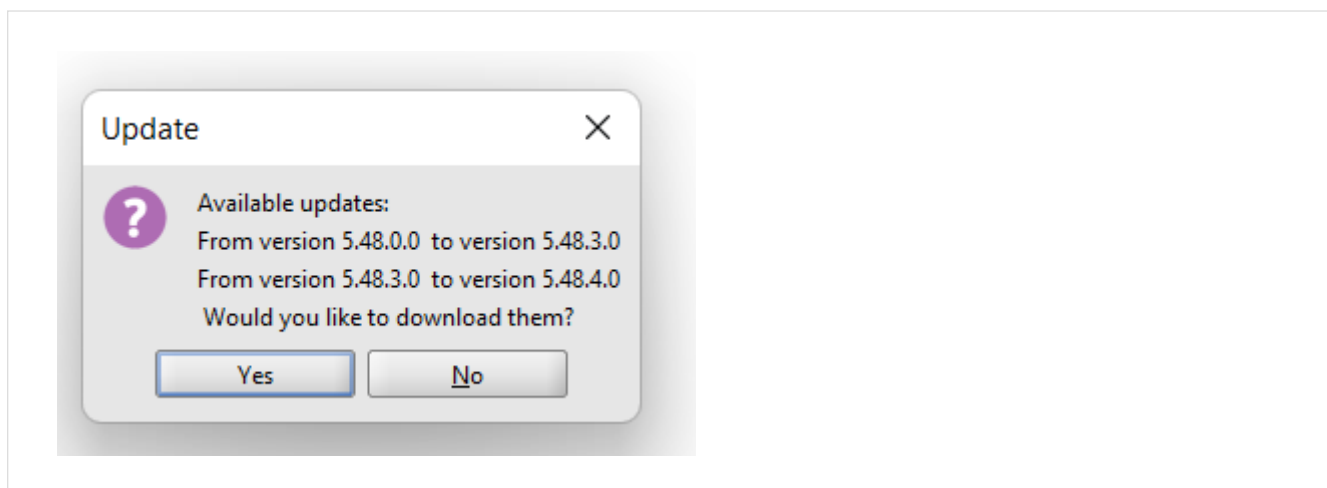 Update
Available updates:
From version 5.48.0.0  to version 5.48.3.0
From version 5.48.3.0  to version 5.48.4.0
Would you like to download them?
Yes
No